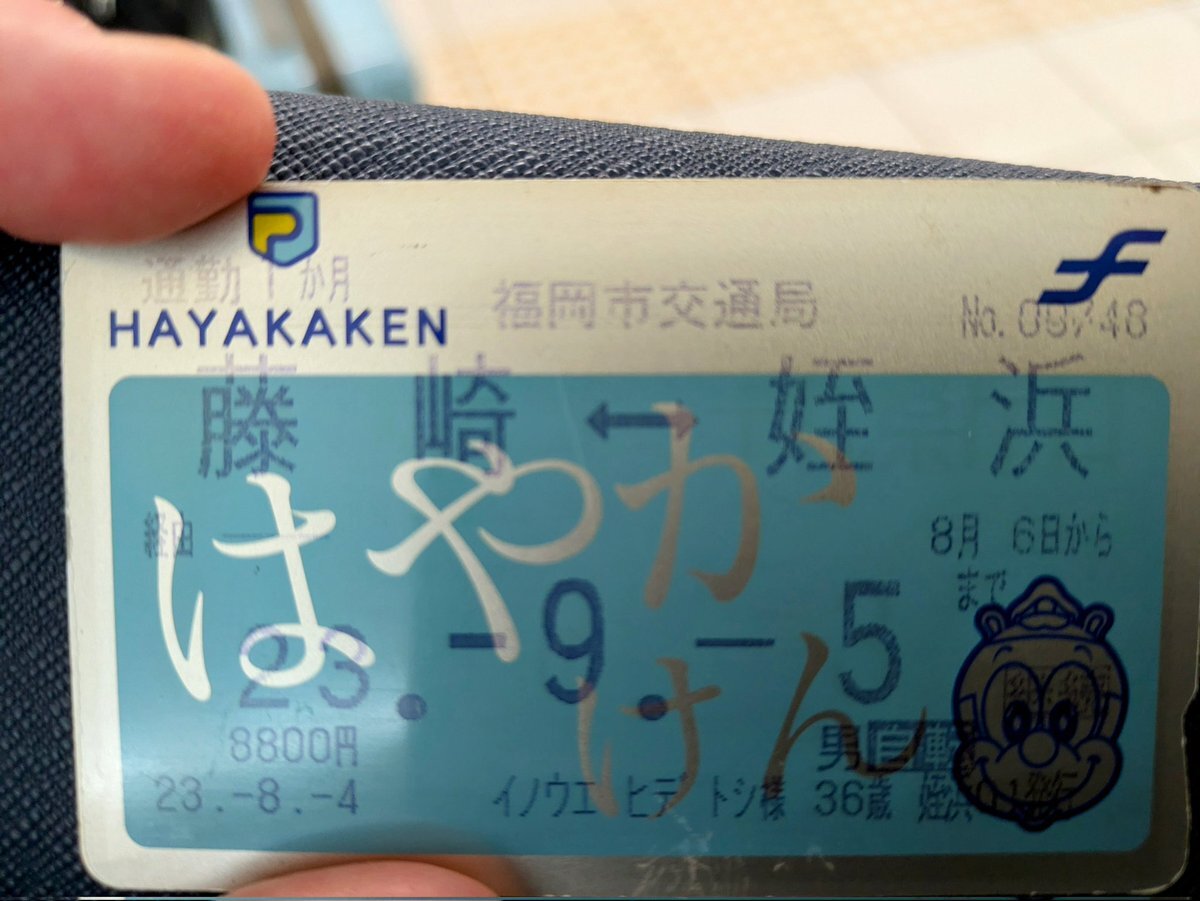 通勤 1か月
HAYAKAKEN
福岡市交通局
藤崎 ↔ 姪浜
はやかけん
経由
8月 6日から
23.-9.-5
まで
8800円
男
23.-8.-4
イノウエ ヒデトシ様 36歳